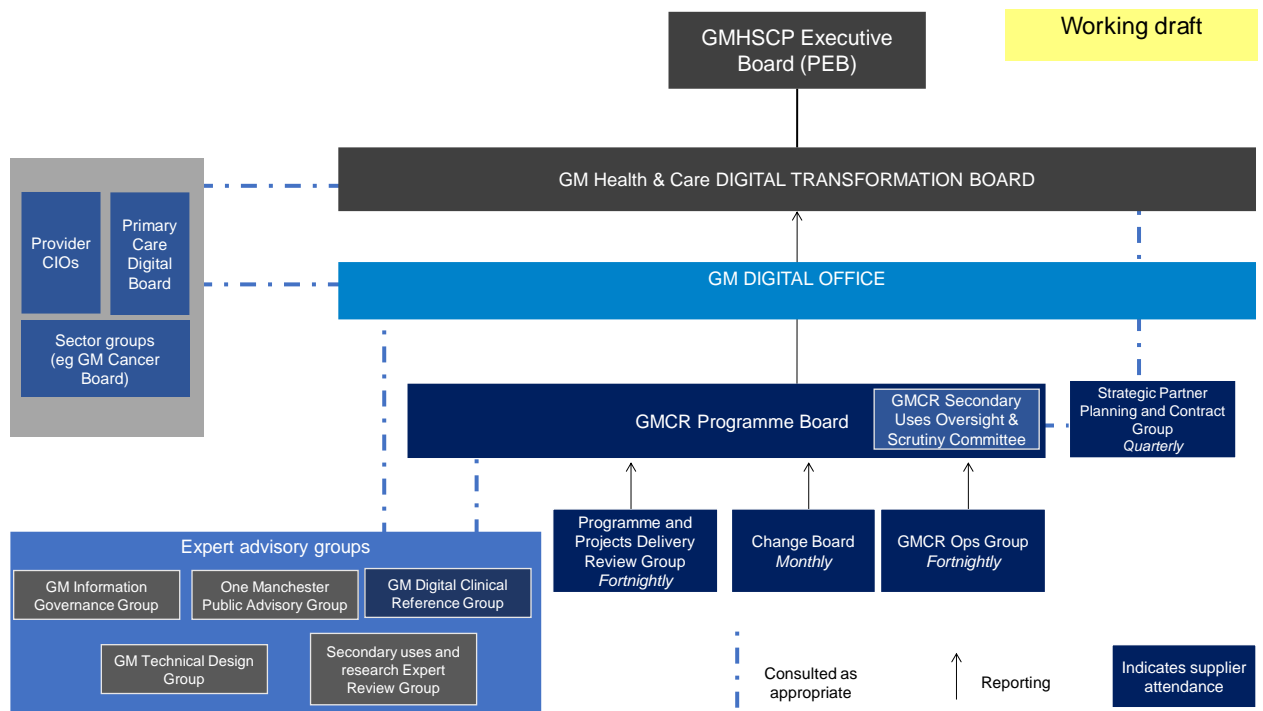 GMHSCP Executive
Board (PEB)
Working draft
GM Health & Care DIGITAL TRANSFORMATION BOARD
Provider
CIOs
Primary
Care
Digital
Board
Sector groups
(eg GM Cancer
Board)
GM DIGITAL OFFICE
GMCR Programme Board
GMCR Secondary
Uses Oversight &
Scrutiny Committee
Strategic Partner
Planning and Contract
Group
Quarterly
Programme and
Projects Delivery
Review Group
Fortnightly
Change Board
Monthly
GMCR Ops Group
Fortnightly
Expert advisory groups
GM Information
Governance Group
One Manchester
Public Advisory Group
GM Digital Clinical
Reference Group
GM Technical Design
Group
Secondary uses and
research Expert
Review Group
Consulted as
appropriate
Reporting
Indicates supplier
attendance